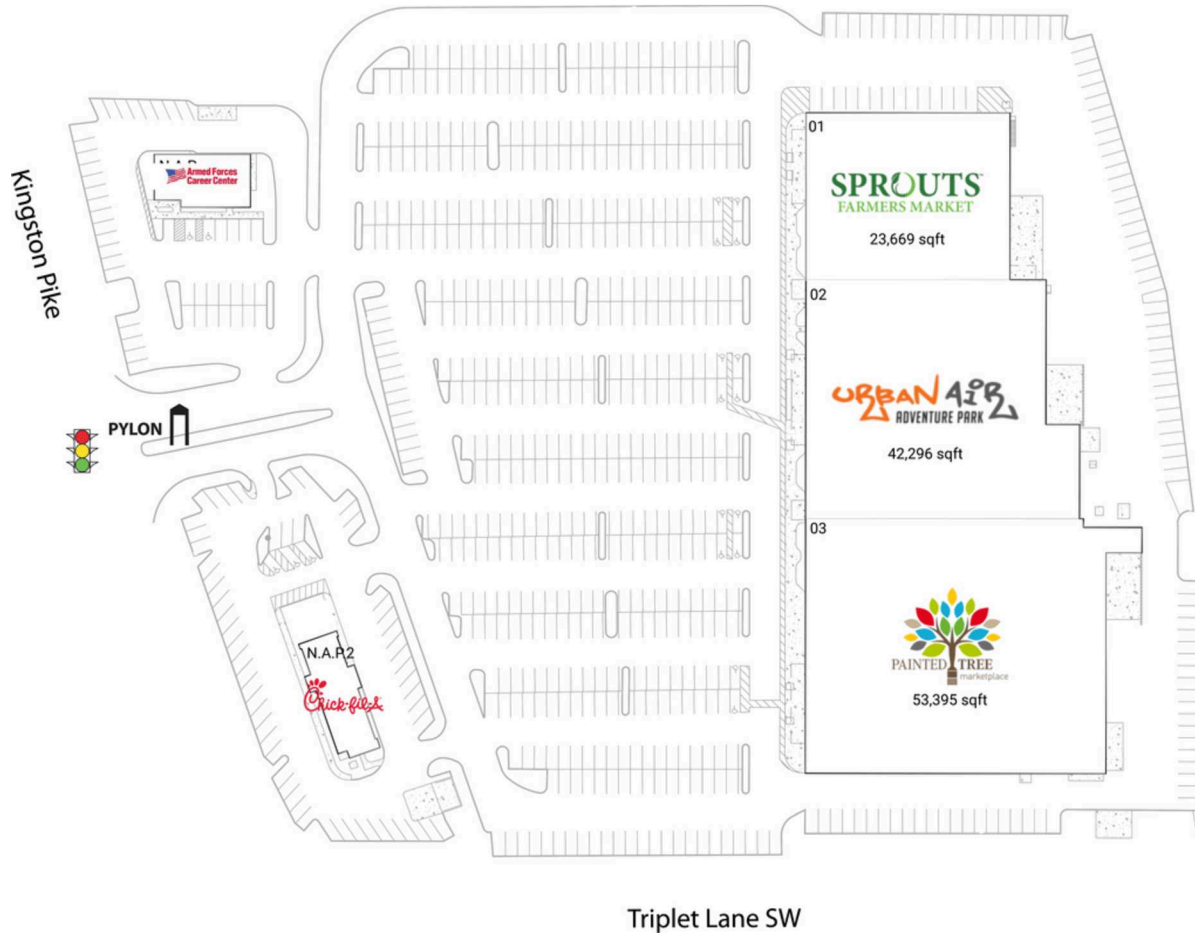 Kingston Pike
Armed Forces
Career Center
PYLON
N.A.P.2
Chick-fil-A
01
SPROUTS
FARMERS MARKET
23,669 sqft
02
URBAN AIR
ADVENTURE PARK
42,296 sqft
03
PAINTED TREE
marketplace
53,395 sqft
Triplet Lane SW